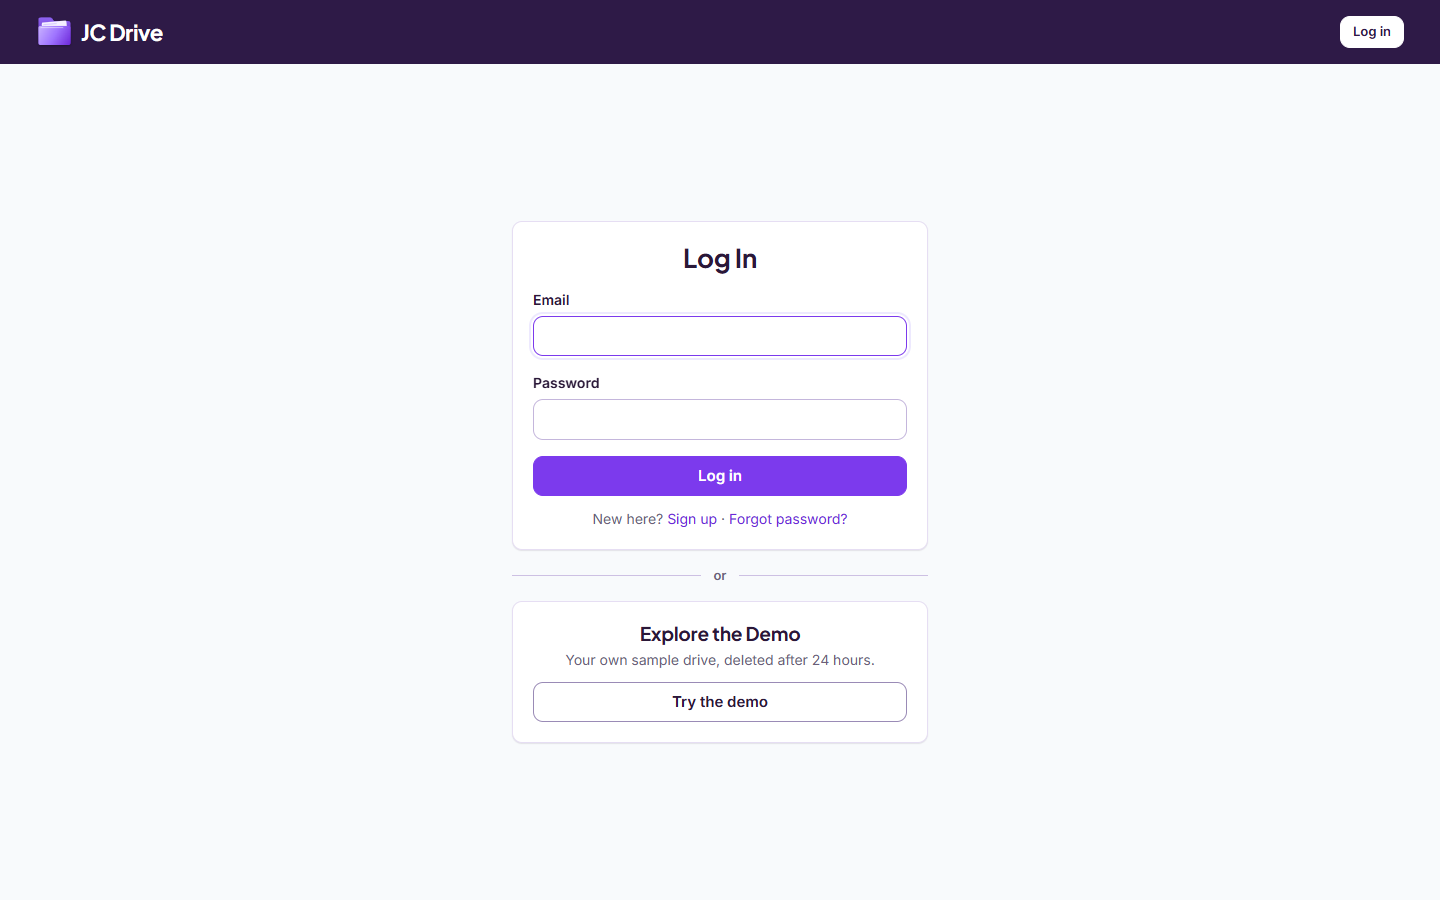 JC Drive
Log in
Log In
Email
Password
Log in
New here? Sign up · Forgot password?
or
Explore the Demo
Your own sample drive, deleted after 24 hours.
Try the demo